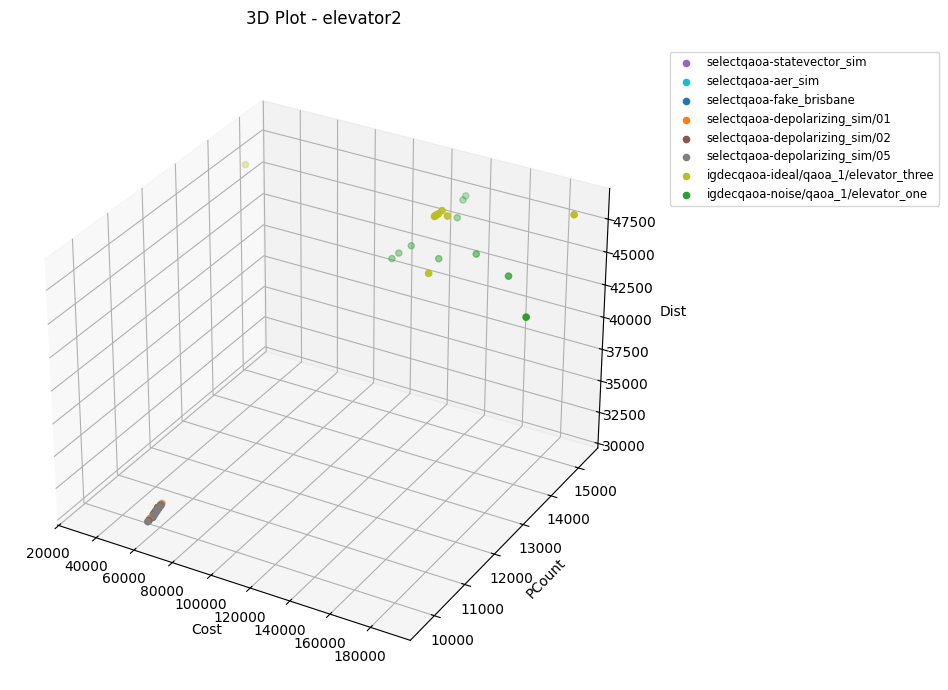 3D Plot - elevator2
selectqaoa-statevector_sim
selectqaoa-aer_sim
selectqaoa-fake_brisbane
selectqaoa-depolarizing_sim/01
selectqaoa-depolarizing_sim/02
selectqaoa-depolarizing_sim/05
igdecqaoa-ideal/qaoa_1/elevator_three
igdecqaoa-noise/qaoa_1/elevator_one
47500
45000
42500
40000
37500
35000
32500
30000
Dist
15000
14000
13000
12000
11000
10000
PCount
20000
40000
60000
80000
100000
120000
140000
160000
180000
Cost